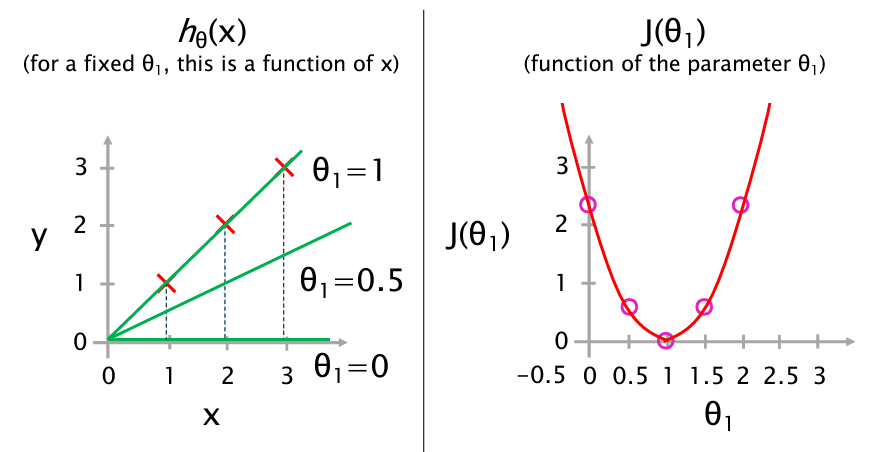 hθ(x)
(for a fixed θ₁, this is a function of x)
3
2
1
0
y
0 1 2 3
x
θ₁=1
θ₁=0.5
θ₁=0
J(θ₁)
(function of the parameter θ₁)
3
2
1
0
J(θ₁)
−0.5 0 0.5 1 1.5 2 2.5 3
θ₁